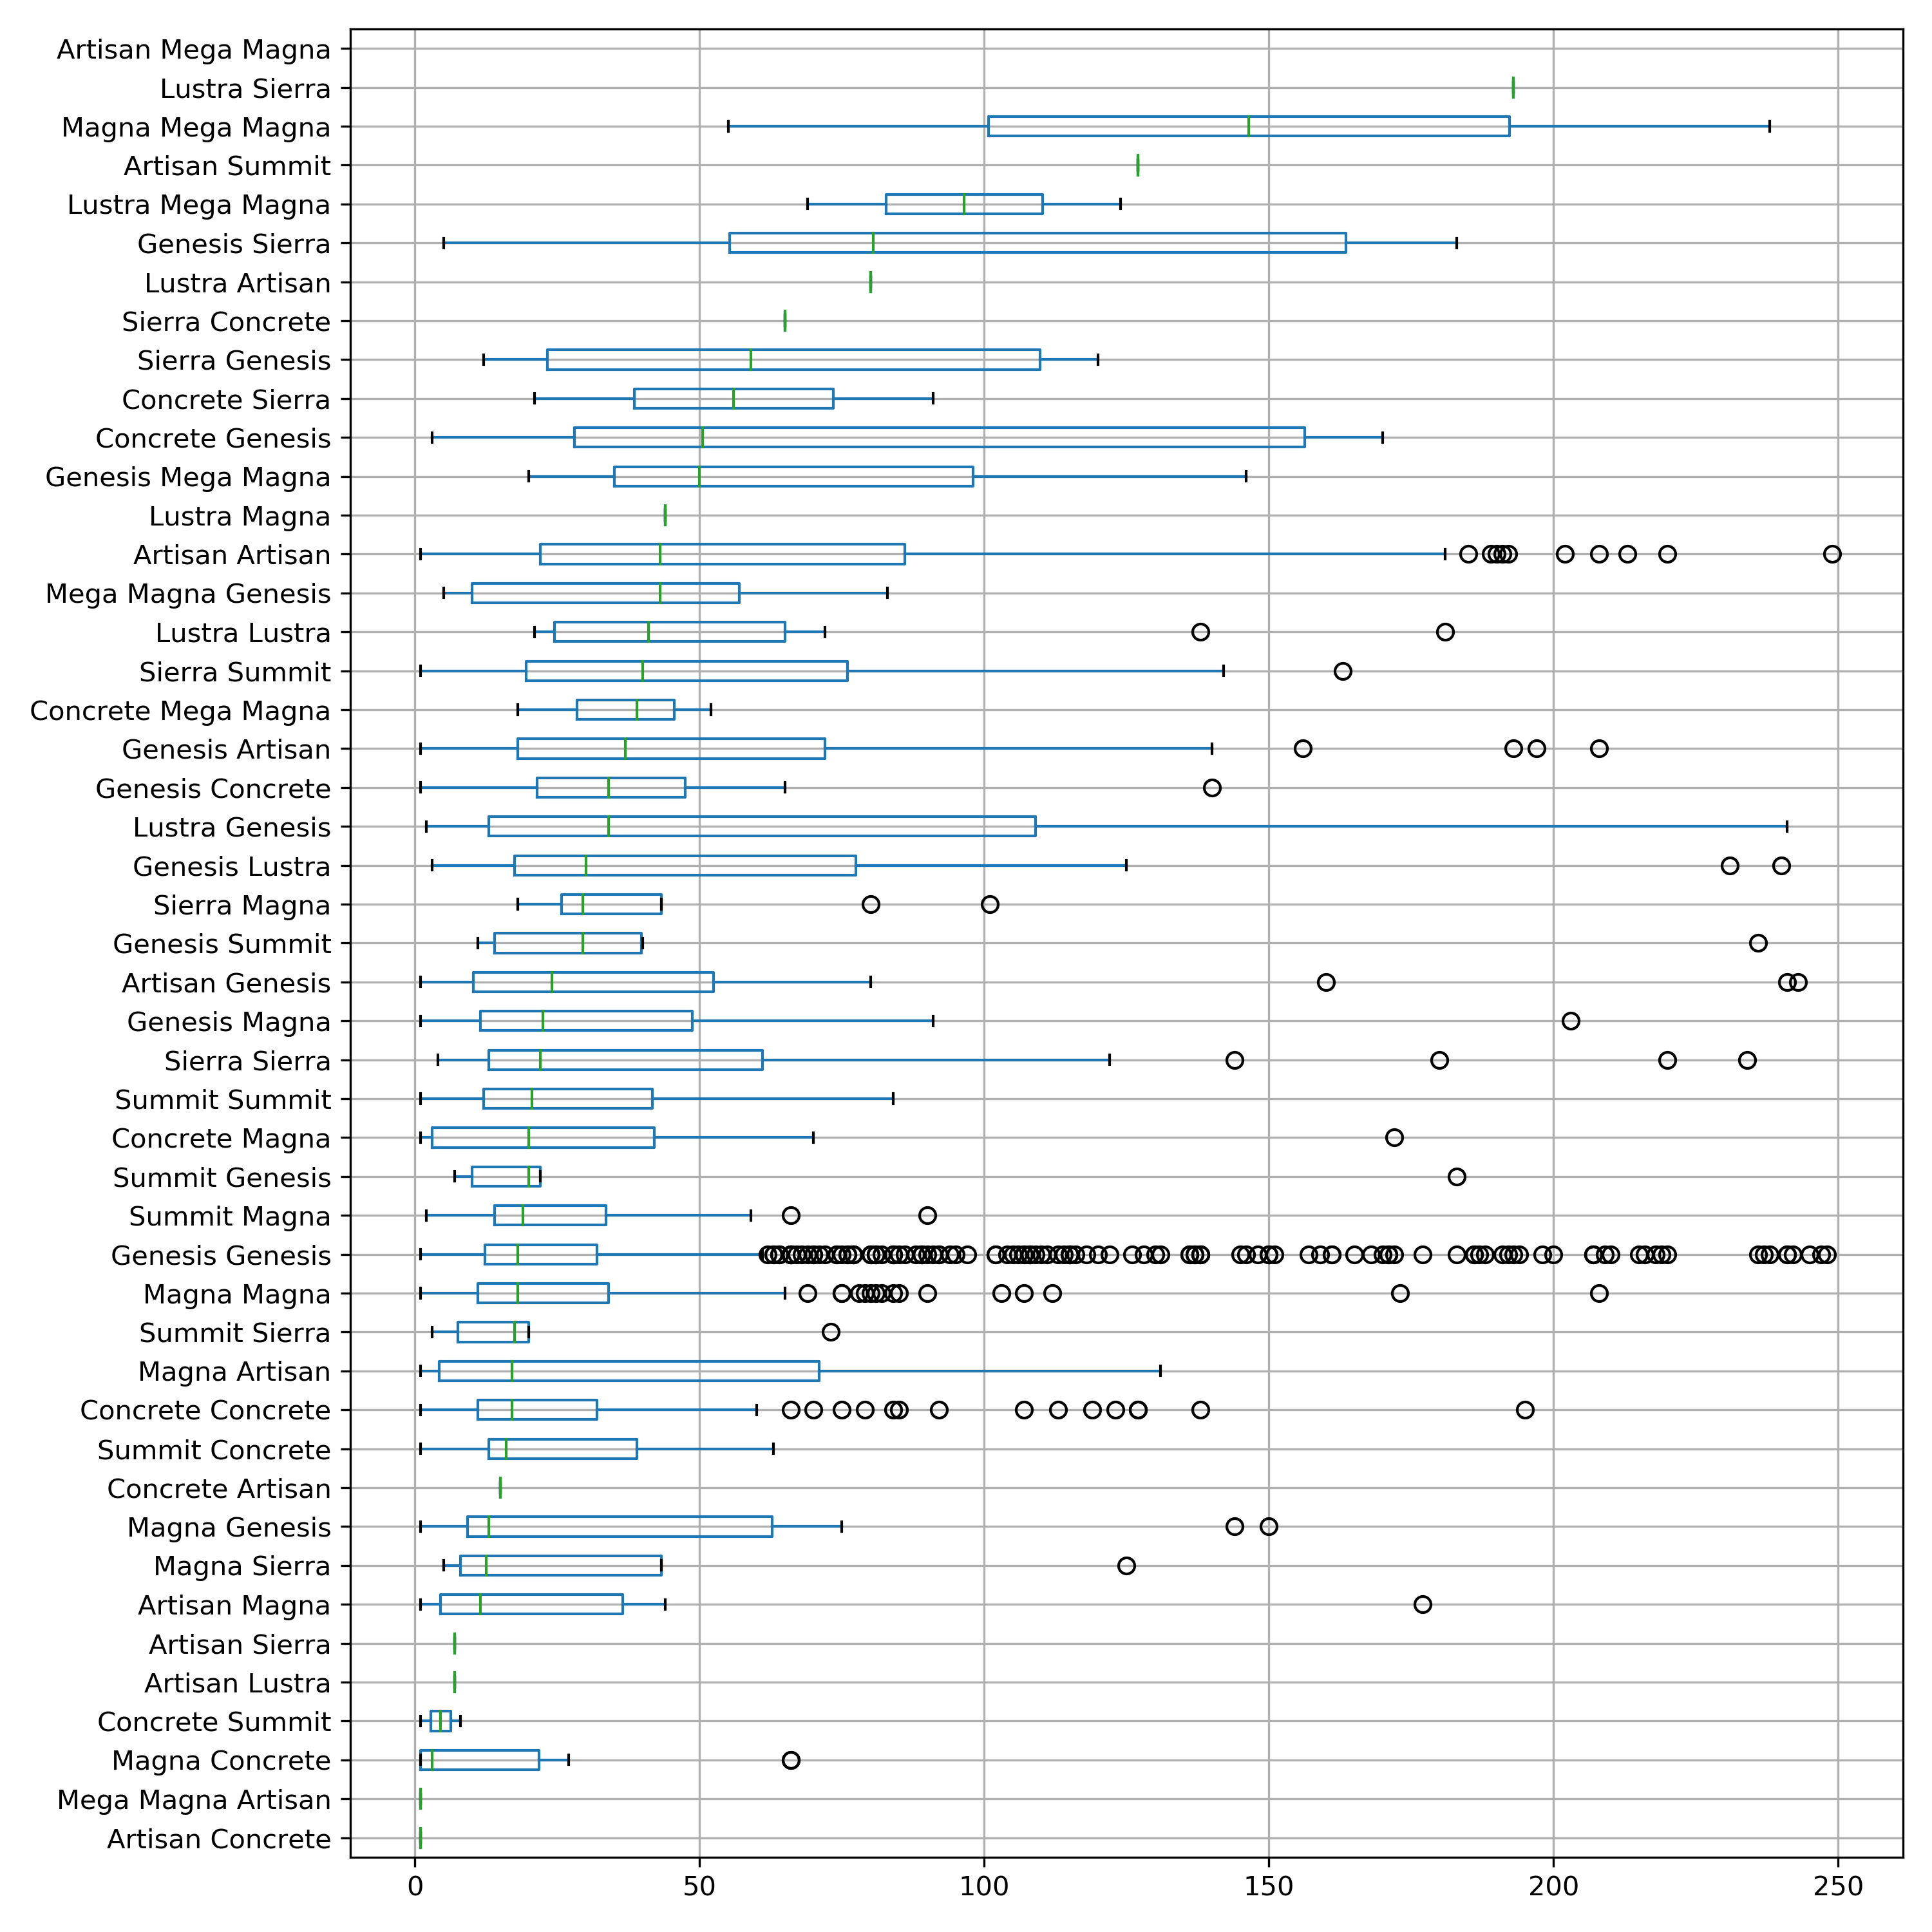 Artisan Mega Magna
Lustra Sierra
Magna Mega Magna
Artisan Summit
Lustra Mega Magna
Genesis Sierra
Lustra Artisan
Sierra Concrete
Sierra Genesis
Concrete Sierra
Concrete Genesis
Genesis Mega Magna
Lustra Magna
Artisan Artisan
Mega Magna Genesis
Lustra Lustra
Sierra Summit
Concrete Mega Magna
Genesis Artisan
Genesis Concrete
Lustra Genesis
Genesis Lustra
Sierra Magna
Genesis Summit
Artisan Genesis
Genesis Magna
Sierra Sierra
Summit Summit
Concrete Magna
Summit Genesis
Summit Magna
Genesis Genesis
Magna Magna
Summit Sierra
Magna Artisan
Concrete Concrete
Summit Concrete
Concrete Artisan
Magna Genesis
Magna Sierra
Artisan Magna
Artisan Sierra
Artisan Lustra
Concrete Summit
Magna Concrete
Mega Magna Artisan
Artisan Concrete
0 50 100 150 200 250